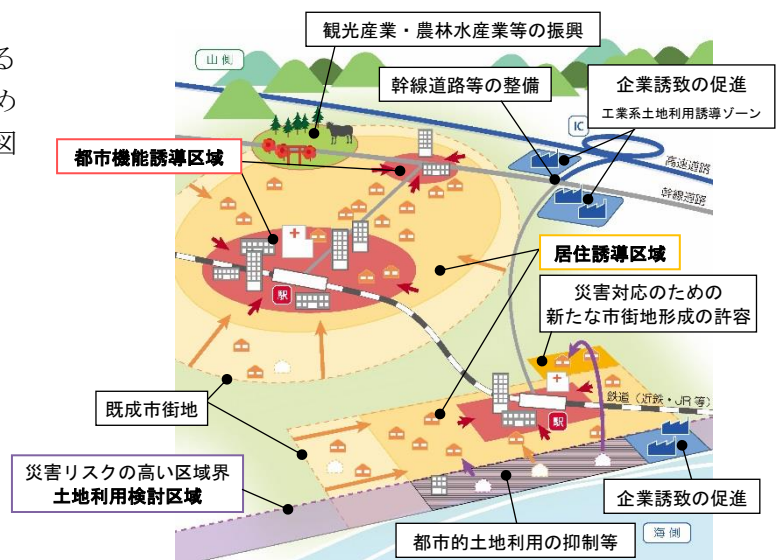 る
め
図
観光産業・農林水産業等の振興
山側
幹線道路等の整備
企業誘致の促進
工業系土地利用誘導ゾーン
IC
都市機能誘導区域
高速道路
幹線道路
居住誘導区域
災害対応のための
新たな市街地形成の許容
駅
既成市街地
鉄道(近鉄・JR等)
駅
災害リスクの高い区域界
土地利用検討区域
企業誘致の促進
都市的土地利用の抑制等
海側